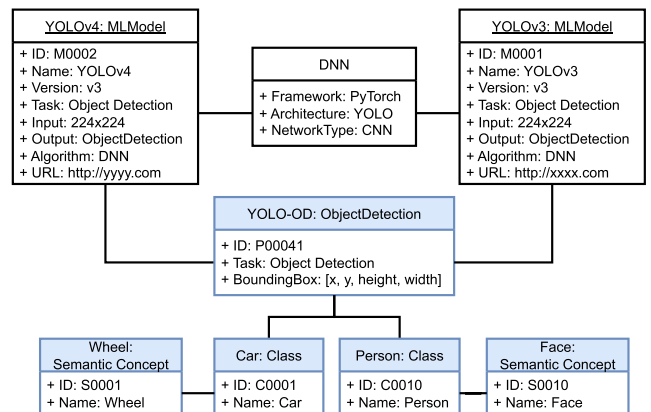 YOLOv4: MLModel
+ ID: M0002
+ Name: YOLOv4
+ Version: v3
+ Task: Object Detection
+ Input: 224x224
+ Output: ObjectDetection
+ Algorithm: DNN
+ URL: http://yyyy.com
DNN
+ Framework: PyTorch
+ Architecture: YOLO
+ NetworkType: CNN
YOLOv3: MLModel
+ ID: M0001
+ Name: YOLOv3
+ Version: v3
+ Task: Object Detection
+ Input: 224x224
+ Output: ObjectDetection
+ Algorithm: DNN
+ URL: http://xxxx.com
YOLO-OD: ObjectDetection
+ ID: P00041
+ Task: Object Detection
+ BoundingBox: [x, y, height, width]
Wheel:
Semantic Concept
+ ID: S0001
+ Name: Wheel
Car: Class
+ ID: C0001
+ Name: Car
Person: Class
+ ID: C0010
+ Name: Person
Face:
Semantic Concept
+ ID: S0010
+ Name: Face